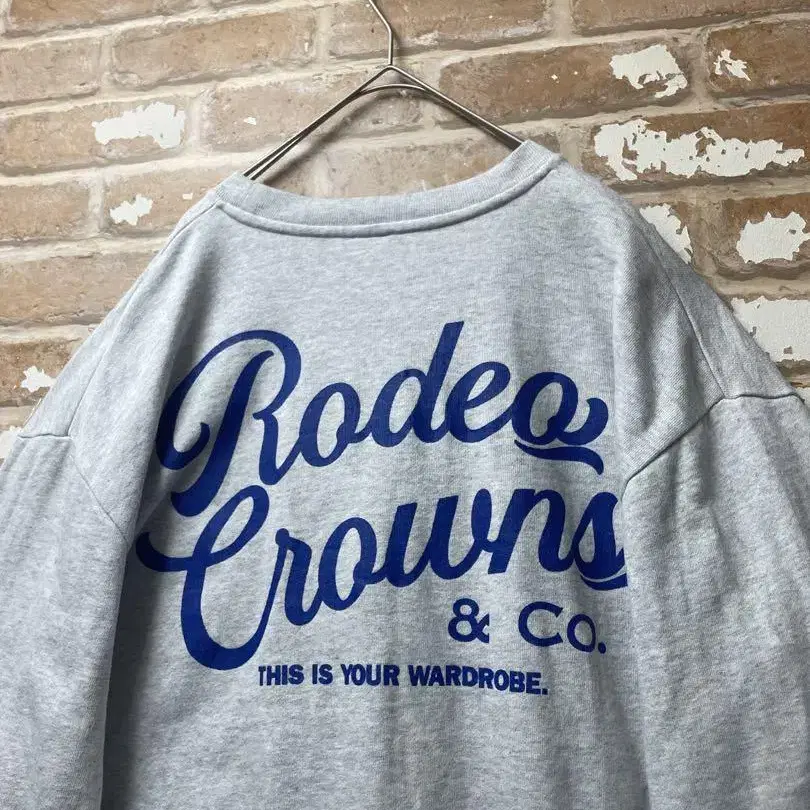 Rodeo
Crowns
& CO.
THIS IS YOUR WARDROBE.